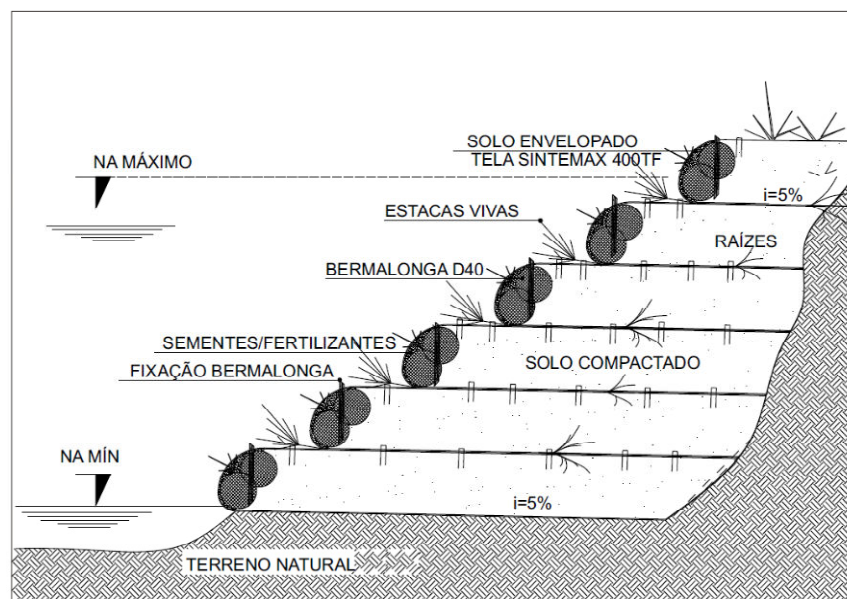 SOLO ENVELOPADO
TELA SINTEMAX 400TF
NA MÁXIMO
i=5%
ESTACAS VIVAS
RAÍZES
BERMALONGA D40
SEMENTES/FERTILIZANTES
SOLO COMPACTADO
FIXAÇÃO BERMALONGA
NA MÍN
i=5%
TERRENO NATURAL